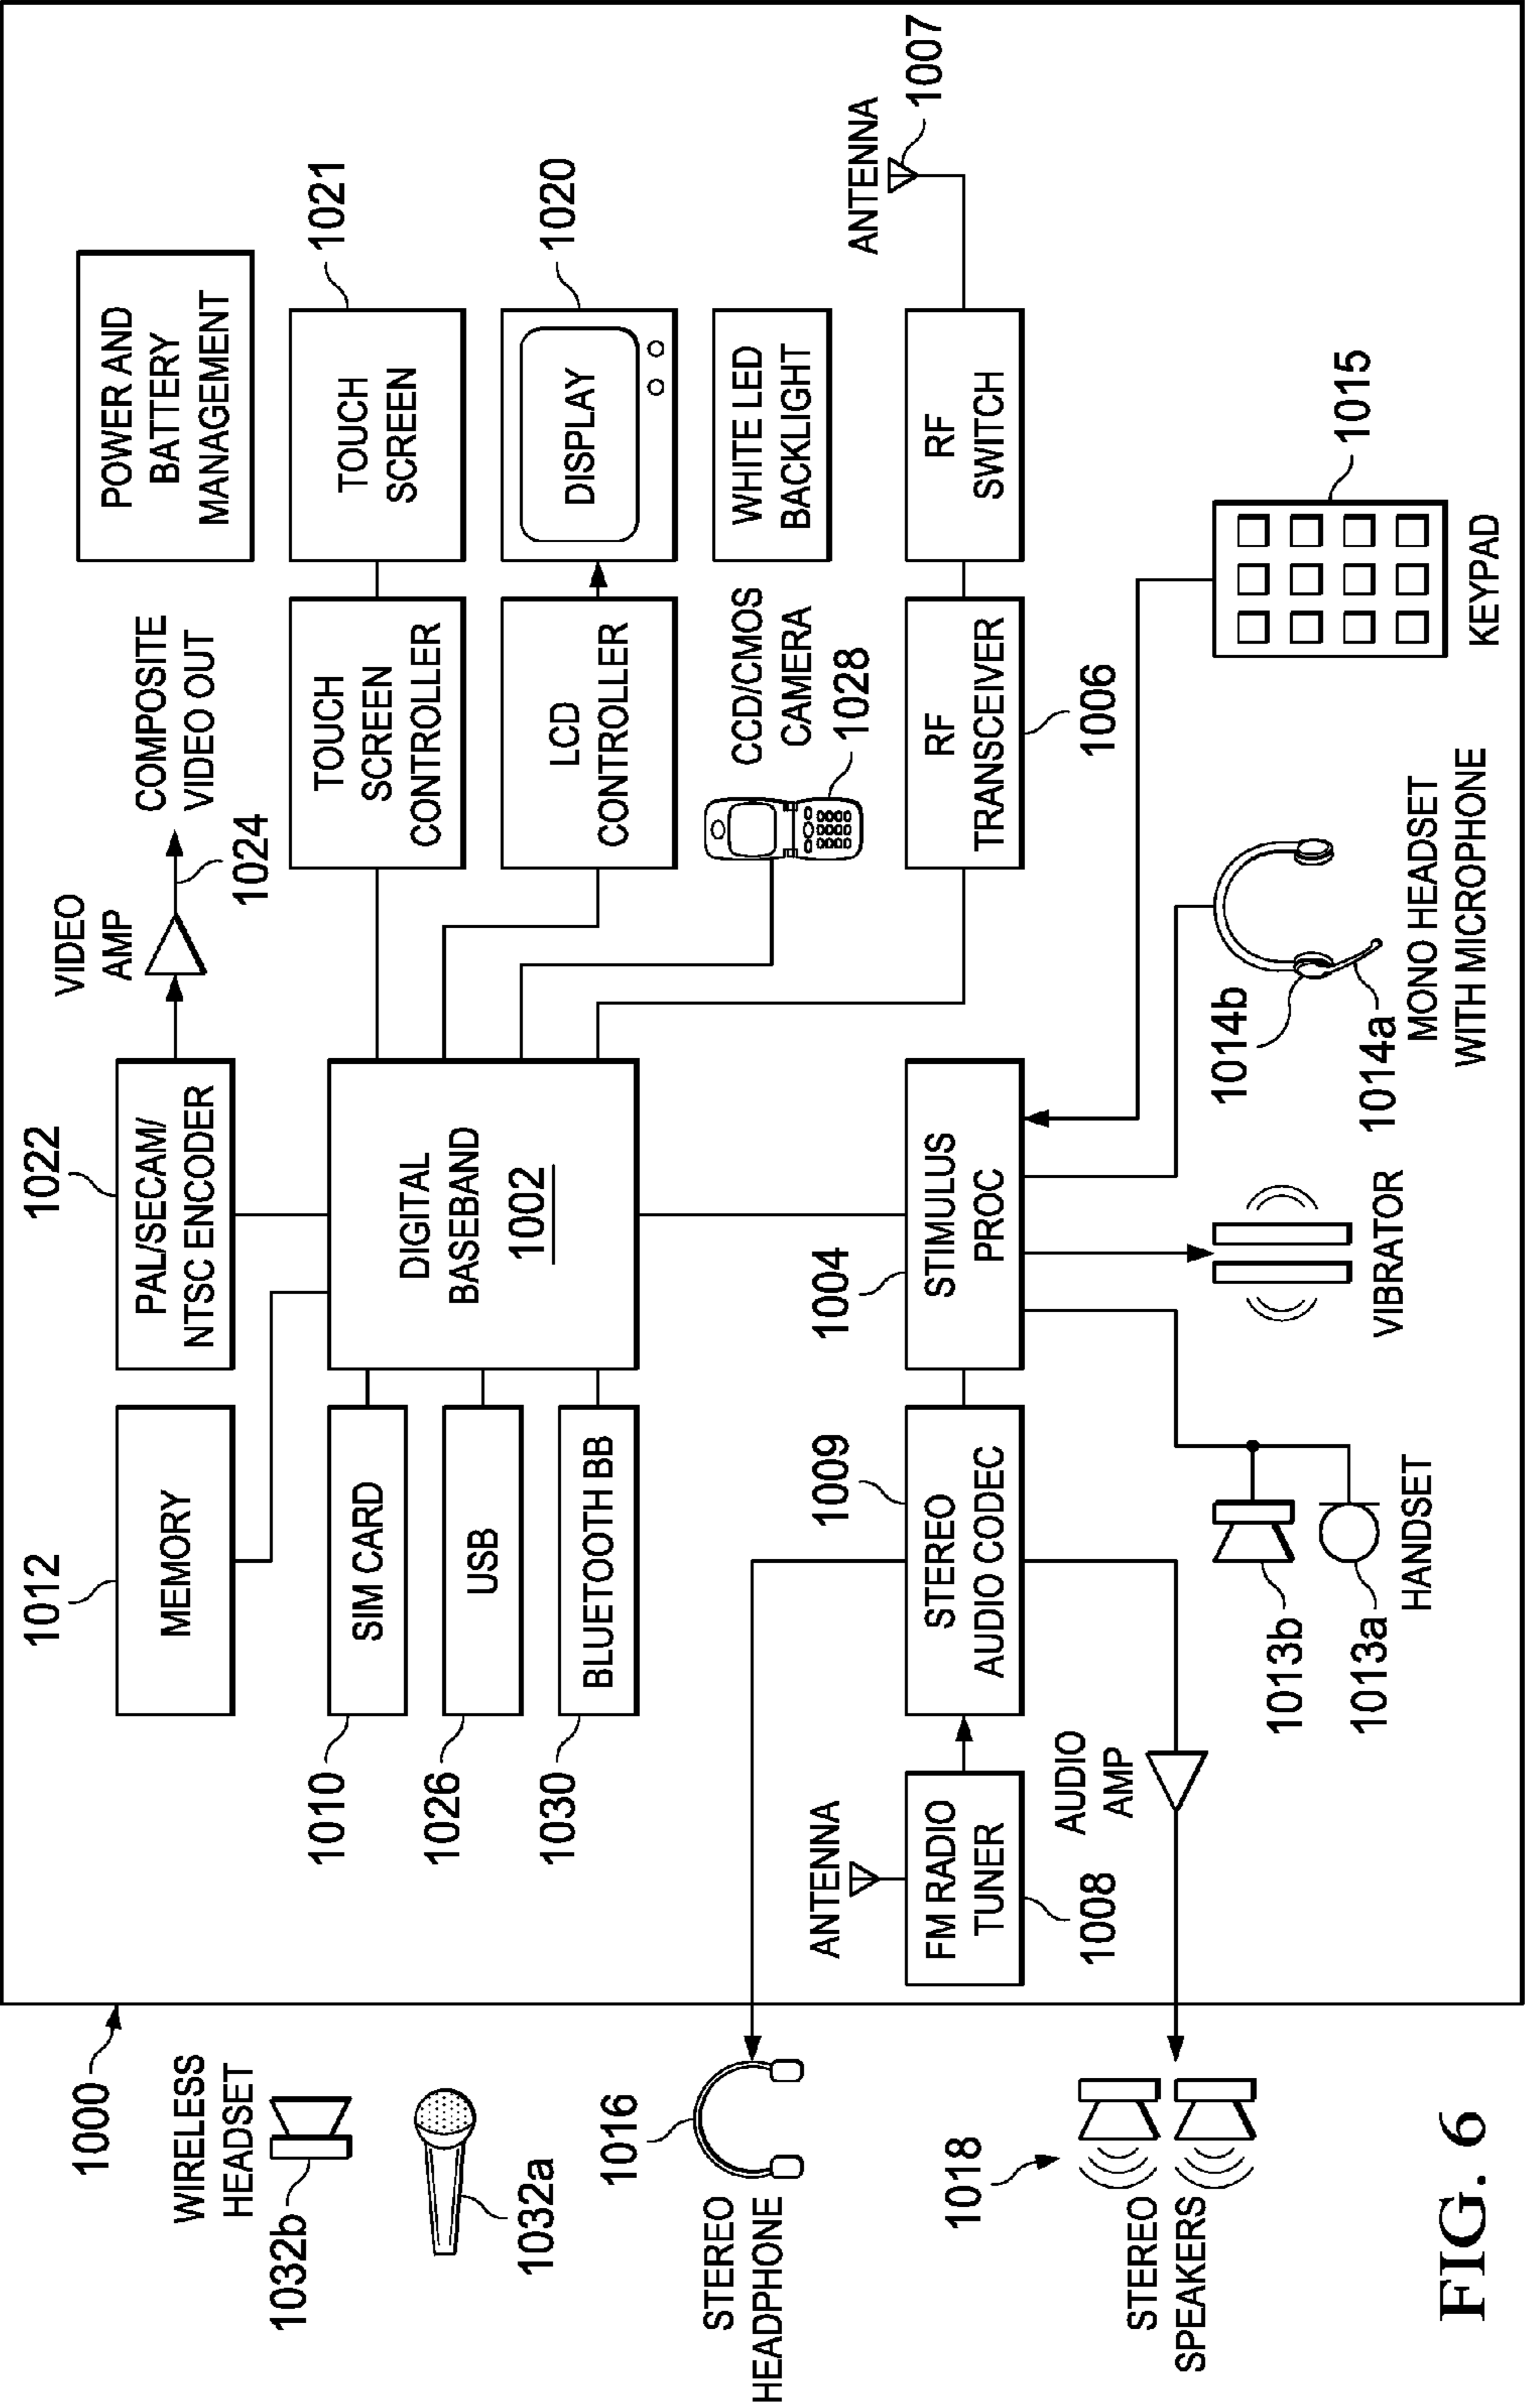 1000
WIRELESS
HEADSET
1032b
1032a
1016
STEREO
HEADPHONE
1018
STEREO
SPEAKERS
1012
MEMORY
1022
PAL/SECAM/
NTSC ENCODER
VIDEO
AMP
1024
COMPOSITE
VIDEO OUT
POWER AND
BATTERY
MANAGEMENT
1010
SIM CARD
1026
USB
1030
BLUETOOTH BB
DIGITAL
BASEBAND
1002
TOUCH
SCREEN
CONTROLLER
TOUCH
SCREEN
1021
LCD
CONTROLLER
DISPLAY
1020
CCD/CMOS
CAMERA
1028
WHITE LED
BACKLIGHT
ANTENNA
FM RADIO
TUNER
1008
1009
STEREO
AUDIO CODEC
AUDIO
AMP
1004
STIMULUS
PROC
RF
TRANSCEIVER
1006
RF
SWITCH
ANTENNA
1007
1013b
1013a
HANDSET
VIBRATOR
1014b
1014a
MONO HEADSET
WITH MICROPHONE
1015
KEYPAD
FIG. 6